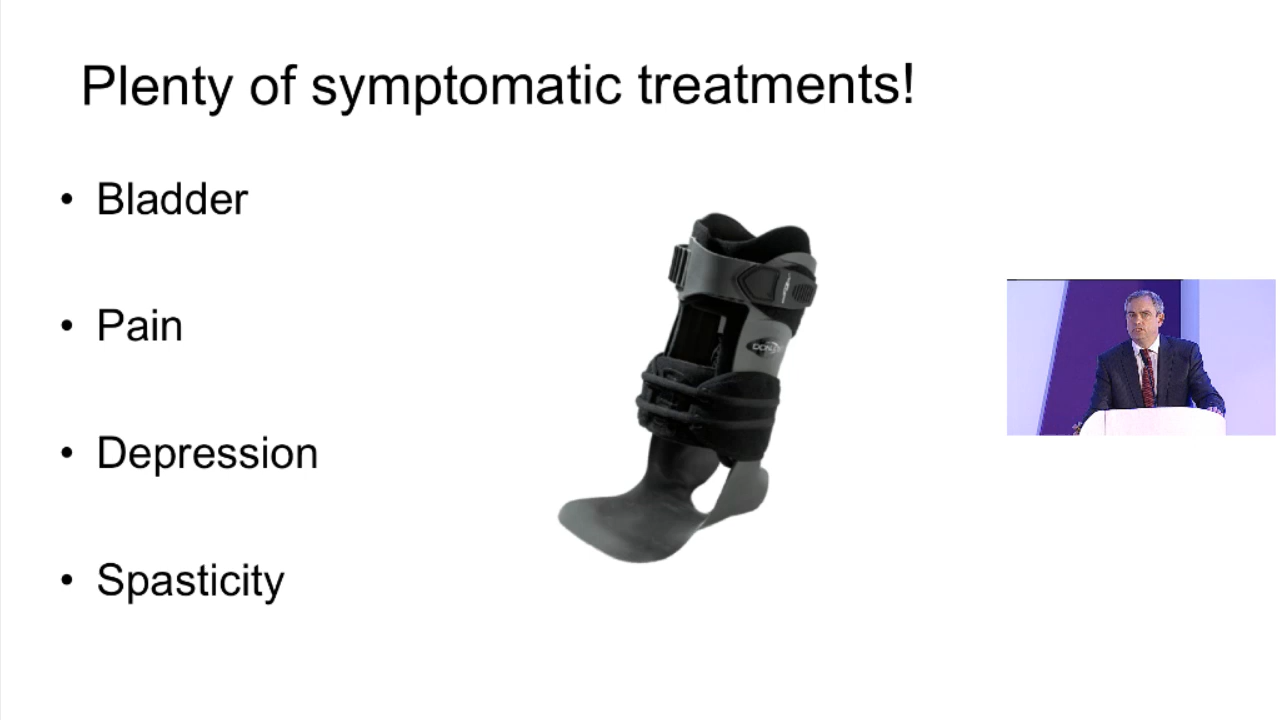 Plenty of symptomatic treatments!
• Bladder
• Pain
• Depression
• Spasticity